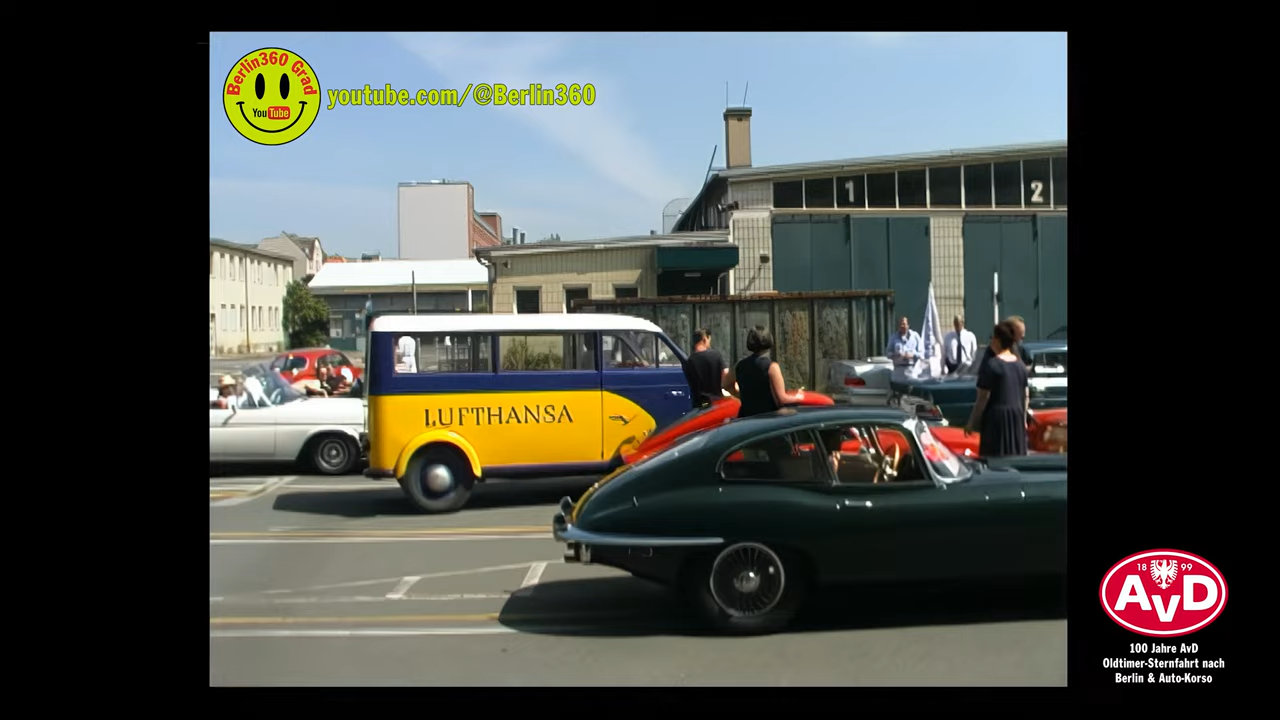 Berlin360 Grad
YouTube
youtube.com/@Berlin360
1
2
LUFTHANSA
18 99
AvD
100 Jahre AvD
Oldtimer-Sternfahrt nach
Berlin & Auto-Korso